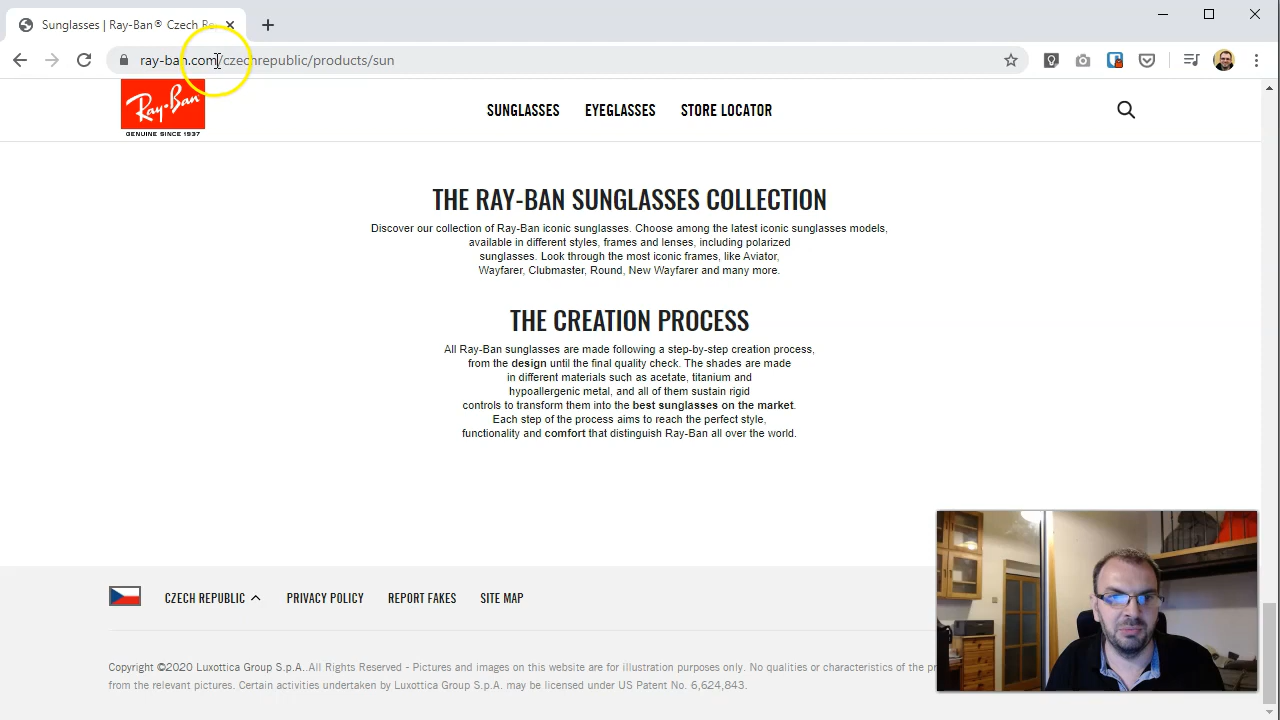 Sunglasses | Ray-Ban® Czech Re
ray-ban.com/czechrepublic/products/sun
Ray-Ban
GENUINE SINCE 1937
SUNGLASSES
EYEGLASSES
STORE LOCATOR
THE RAY-BAN SUNGLASSES COLLECTION
Discover our collection of Ray-Ban iconic sunglasses. Choose among the latest iconic sunglasses models,
available in different styles, frames and lenses, including polarized
sunglasses. Look through the most iconic frames, like Aviator,
Wayfarer, Clubmaster, Round, New Wayfarer and many more.
THE CREATION PROCESS
All Ray-Ban sunglasses are made following a step-by-step creation process,
from the design until the final quality check. The shades are made
in different materials such as acetate, titanium and
hypoallergenic metal, and all of them sustain rigid
controls to transform them into the best sunglasses on the market.
Each step of the process aims to reach the perfect style,
functionality and comfort that distinguish Ray-Ban all over the world.
CZECH REPUBLIC
PRIVACY POLICY
REPORT FAKES
SITE MAP
Copyright ©2020 Luxottica Group S.p.A. All Rights Reserved - Pictures and images on this website are for illustration purposes only. No qualities or characteristics of the pr
from the relevant pictures. Certain activities undertaken by Luxottica Group S.p.A. may be licensed under US Patent No. 6,624,843.